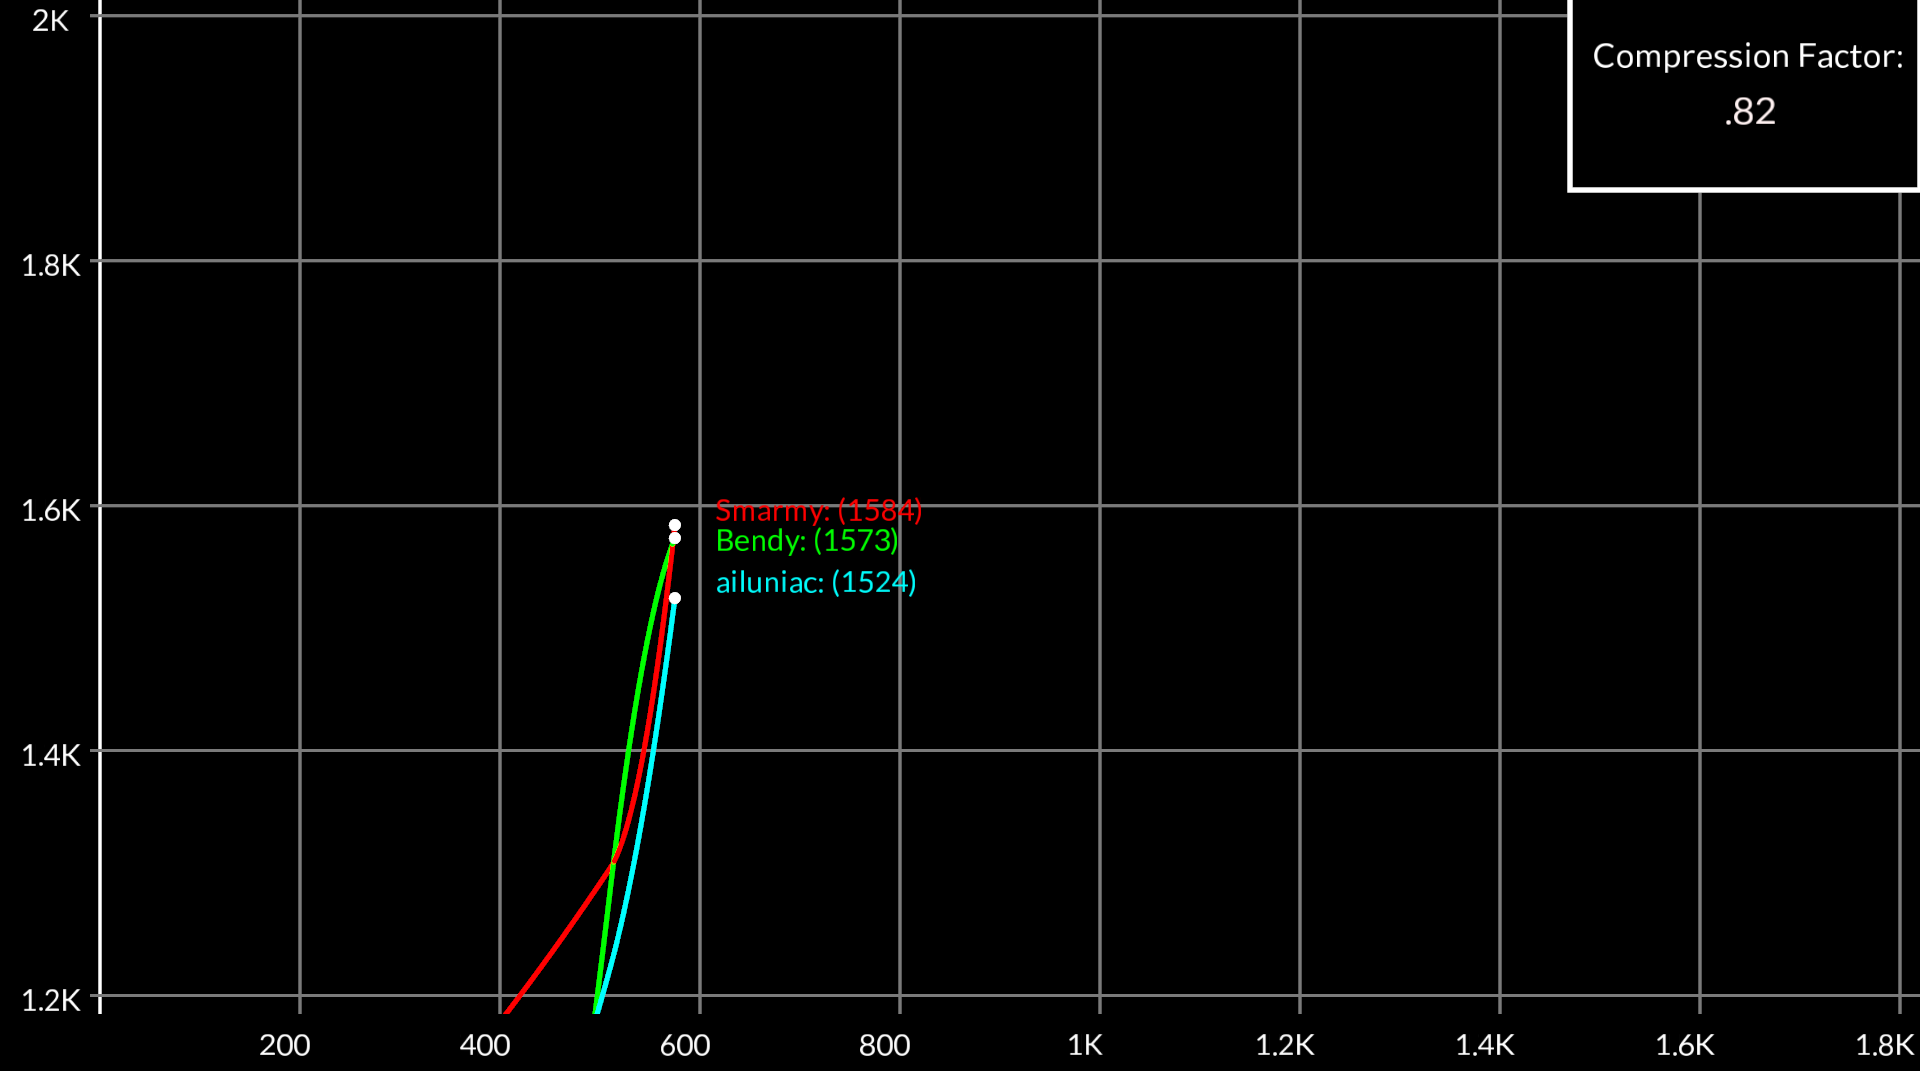 2K
Compression Factor:
.82
1.8K
1.6K
Smarmy: (1584)
Bendy: (1573)
ailuniac: (1524)
1.4K
1.2K
200 400 600 800 1K 1.2K 1.4K 1.6K 1.8K